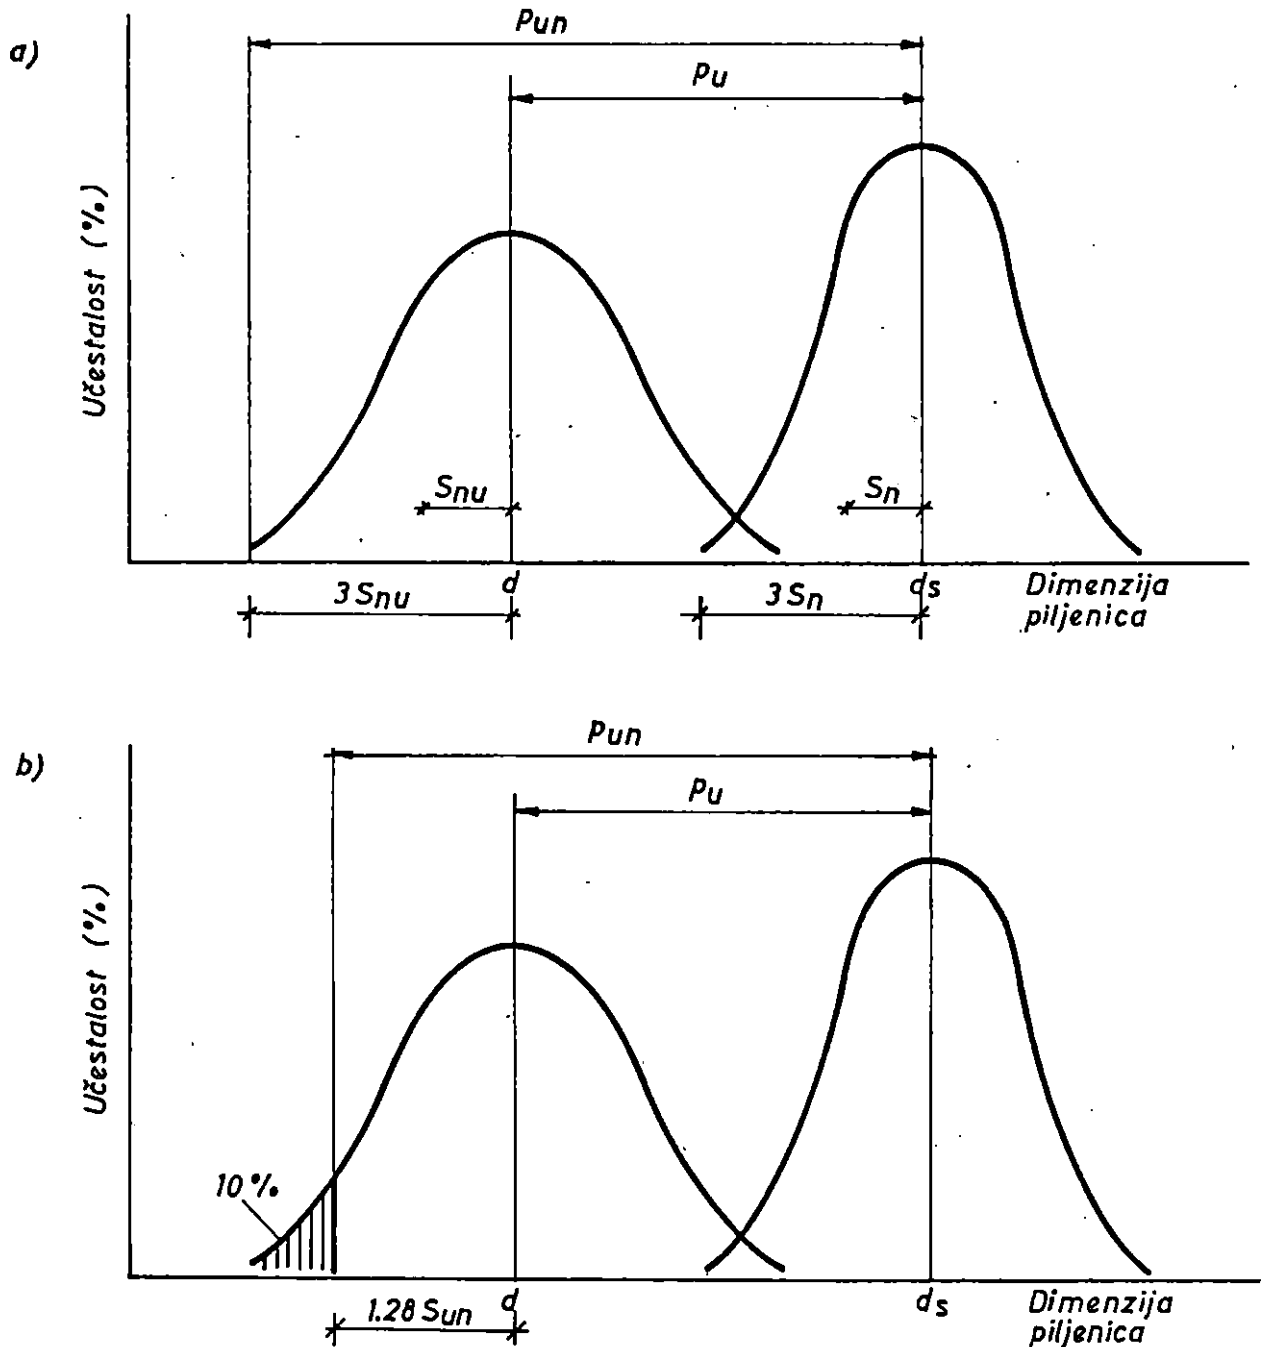 a)
Pun
Pu
Učestalost (%)
Snu
Sn
d
ds
Dimenzija
piljenica
3 Snu
3 Sn
b)
Pun
Pu
Učestalost (%)
10 %
d
ds
Dimenzija
piljenica
1.28 Sun